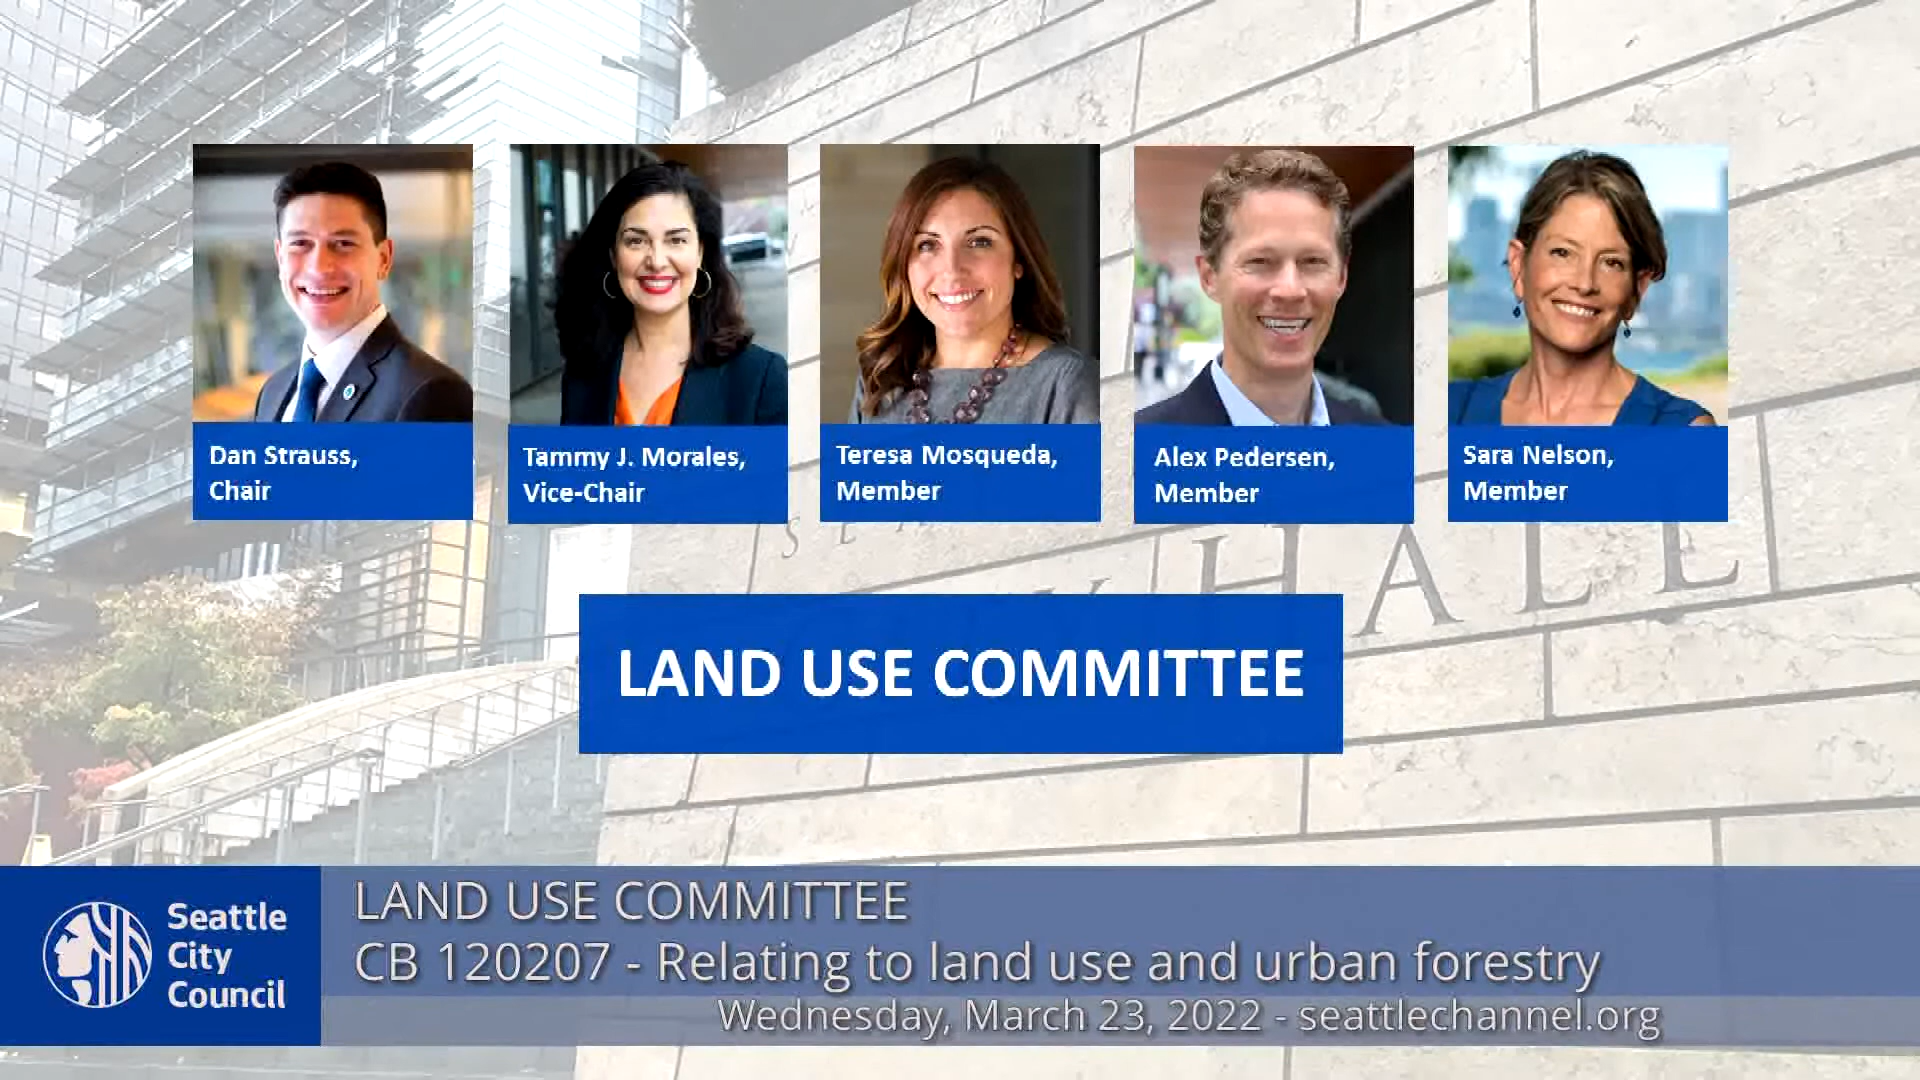 Dan Strauss,
Chair
Tammy J. Morales,
Vice-Chair
Teresa Mosqueda,
Member
Alex Pedersen,
Member
Sara Nelson,
Member
HALL
LAND USE COMMITTEE
Seattle
City
Council
LAND USE COMMITTEE
CB 120207 - Relating to land use and urban forestry
Wednesday, March 23, 2022 - seattlechannel.org